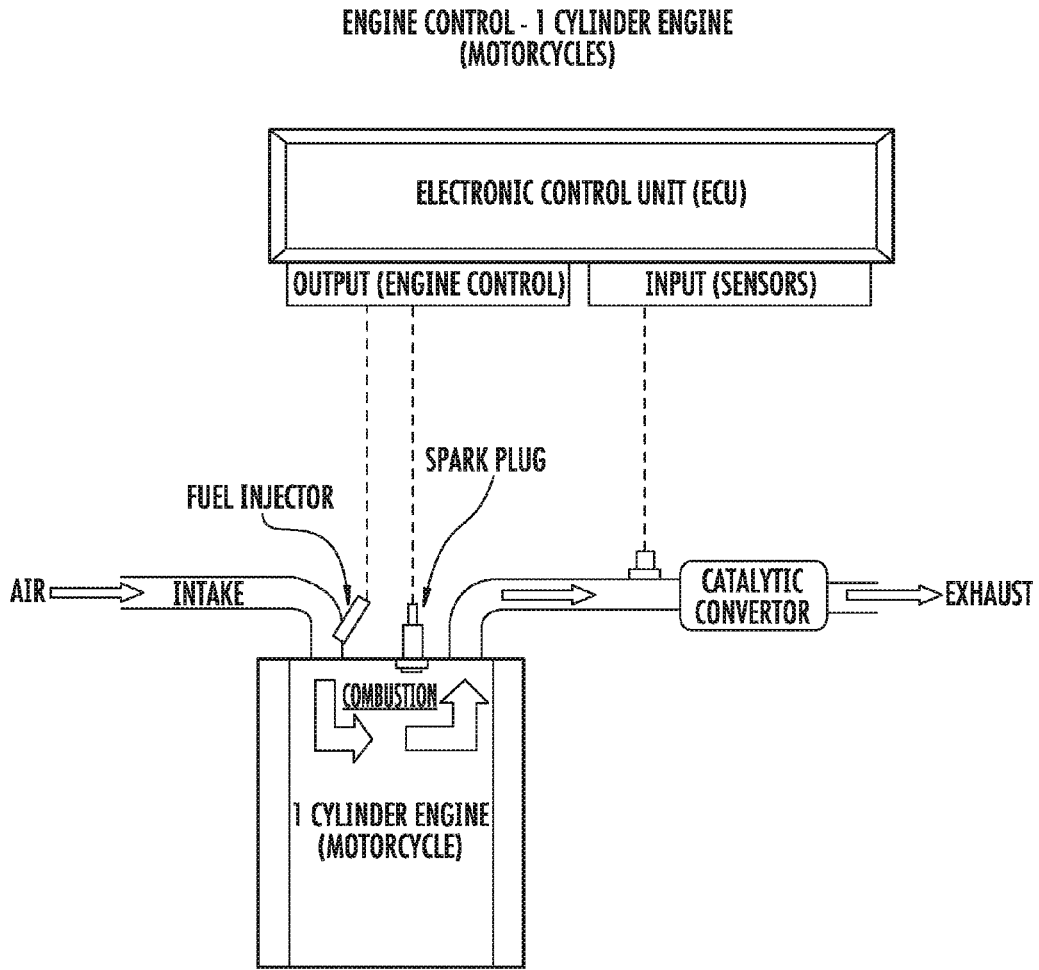 ENGINE CONTROL - 1 CYLINDER ENGINE
(MOTORCYCLES)
ELECTRONIC CONTROL UNIT (ECU)
OUTPUT (ENGINE CONTROL)
INPUT (SENSORS)
SPARK PLUG
FUEL INJECTOR
AIR
INTAKE
CATALYTIC
CONVERTOR
EXHAUST
COMBUSTION
1 CYLINDER ENGINE
(MOTORCYCLE)